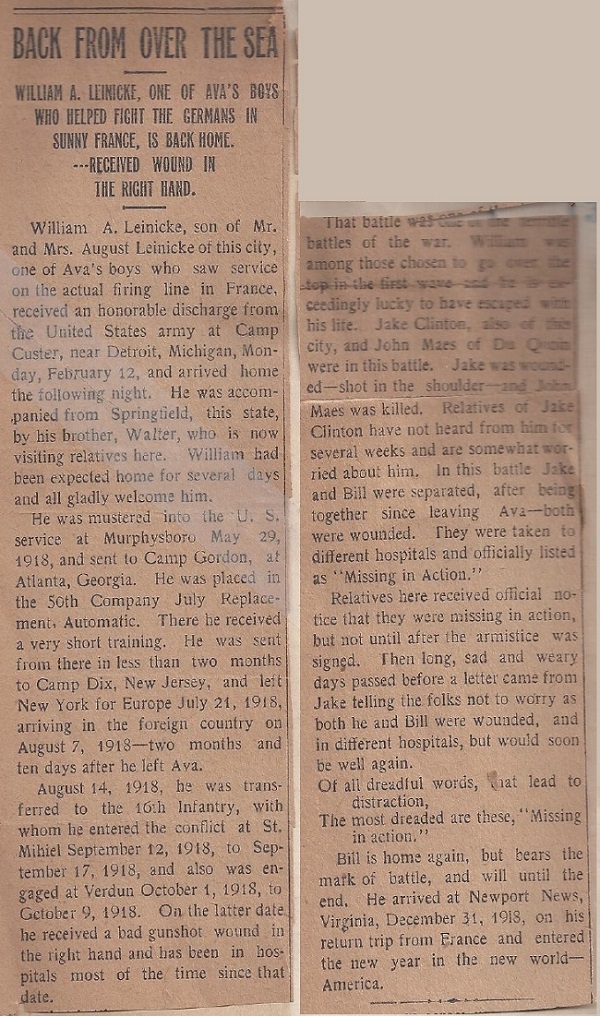 BACK FROM OVER THE SEA
WILLIAM A. LEINICKE, ONE OF AVA'S BOYS
WHO HELPED FIGHT THE GERMANS IN
SUNNY FRANCE, IS BACK HOME.
---RECEIVED WOUND IN
THE RIGHT HAND.
William A. Leinicke, son of Mr.
and Mrs. August Leinicke of this city,
one of Ava's boys who saw service
on the actual firing line in France,
received an honorable discharge from
the United States army at Camp
Custer, near Detroit, Michigan, Mon-
day, February 12, and arrived home
the following night. He was accom-
panied from Springfield, this state,
by his brother, Walter, who is now
visiting relatives here. William had
been expected home for several days
and all gladly welcome him.
He was mustered into the U. S.
service at Murphysboro May 29,
1918, and sent to Camp Gordon, at
Atlanta, Georgia. He was placed in
the 50th Company July Replace-
ment, Automatic. There he received
a very short training. He was sent
from there in less than two months
to Camp Dix, New Jersey, and left
New York for Europe July 21, 1918,
arriving in the foreign country on
August 7, 1918—two months and
ten days after he left Ava.
August 14, 1918, he was trans-
ferred to the 16th Infantry, with
whom he entered the conflict at St.
Mihiel September 12, 1918, to Sep-
tember 17, 1918, and also was en-
gaged at Verdun October 1, 1918, to
October 9, 1918. On the latter date
he received a bad gunshot wound in
the right hand and has been in hos-
pitals most of the time since that
date.
That battle was one of the terrible
battles of the war. William was
among those chosen to go over the
top in the first wave and he is ex-
ceedingly lucky to have escaped with
his life. Jake Clinton, also of this
city, and John Maes of Du Quoin
were in this battle. Jake was wound-
ed—shot in the shoulder—and John
Maes was killed. Relatives of Jake
Clinton have not heard from him for
several weeks and are somewhat wor-
ried about him. In this battle Jake
and Bill were separated, after being
together since leaving Ava—both
were wounded. They were taken to
different hospitals and officially listed
as "Missing in Action."
Relatives here received official no-
tice that they were missing in action,
but not until after the armistice was
signed. Then long, sad and weary
days passed before a letter came from
Jake telling the folks not to worry as
both he and Bill were wounded, and
in different hospitals, but would soon
be well again.
Of all dreadful words, that lead to
distraction,
The most dreaded are these, "Missing
in action."
Bill is home again, but bears the
mark of battle, and will until the
end. He arrived at Newport News,
Virginia, December 31, 1918, on his
return trip from France and entered
the new year in the new world—
America.